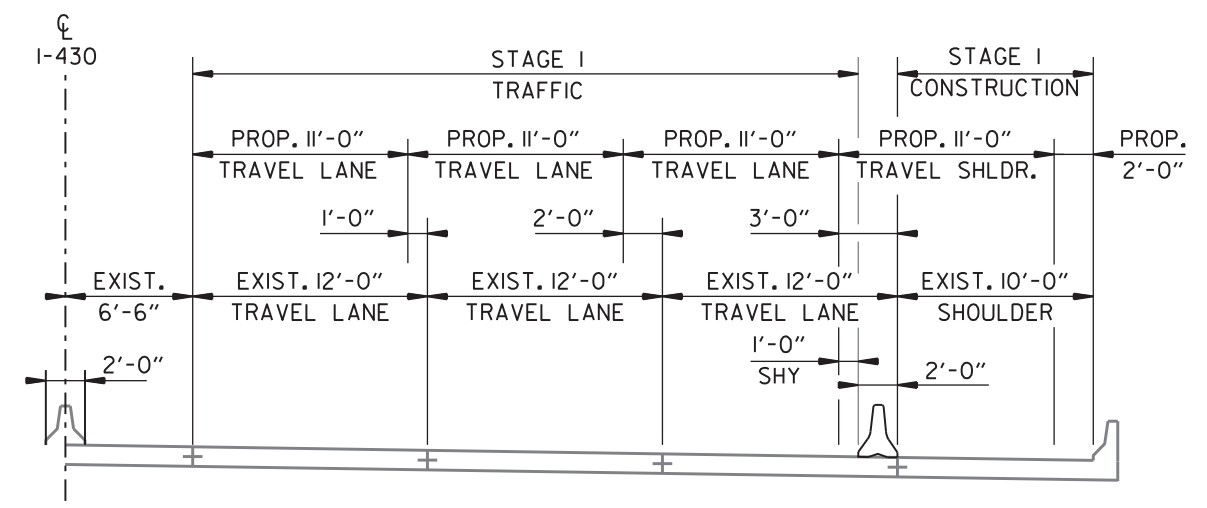 ℄
I-430
STAGE I
TRAFFIC
STAGE I
CONSTRUCTION
PROP. 11'-0"
TRAVEL LANE
PROP. 11'-0"
TRAVEL LANE
PROP. 11'-0"
TRAVEL LANE
PROP. 11'-0"
TRAVEL SHLDR.
PROP.
2'-0"
1'-0"
2'-0"
3'-0"
EXIST.
6'-6"
EXIST. 12'-0"
TRAVEL LANE
EXIST. 12'-0"
TRAVEL LANE
EXIST. 12'-0"
TRAVEL LANE
EXIST. 10'-0"
SHOULDER
2'-0"
1'-0"
SHY
2'-0"